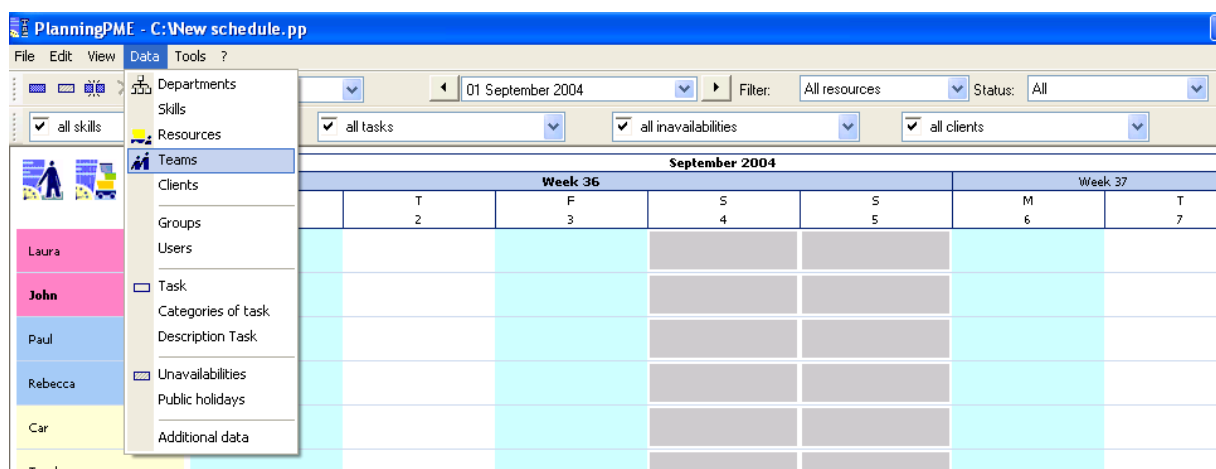 PlanningPME - C:\New schedule.pp
File Edit View Data Tools ?
01 September 2004 Filter: All resources Status: All
all skills all tasks all inavailabilities all clients
Departments
Skills
Resources
Teams
Clients
Groups
Users
Task
Categories of task
Description Task
Unavailabilities
Public holidays
Additional data
September 2004
Week 36 Week 37
T F S S M T
2 3 4 5 6 7
Laura
John
Paul
Rebecca
Car